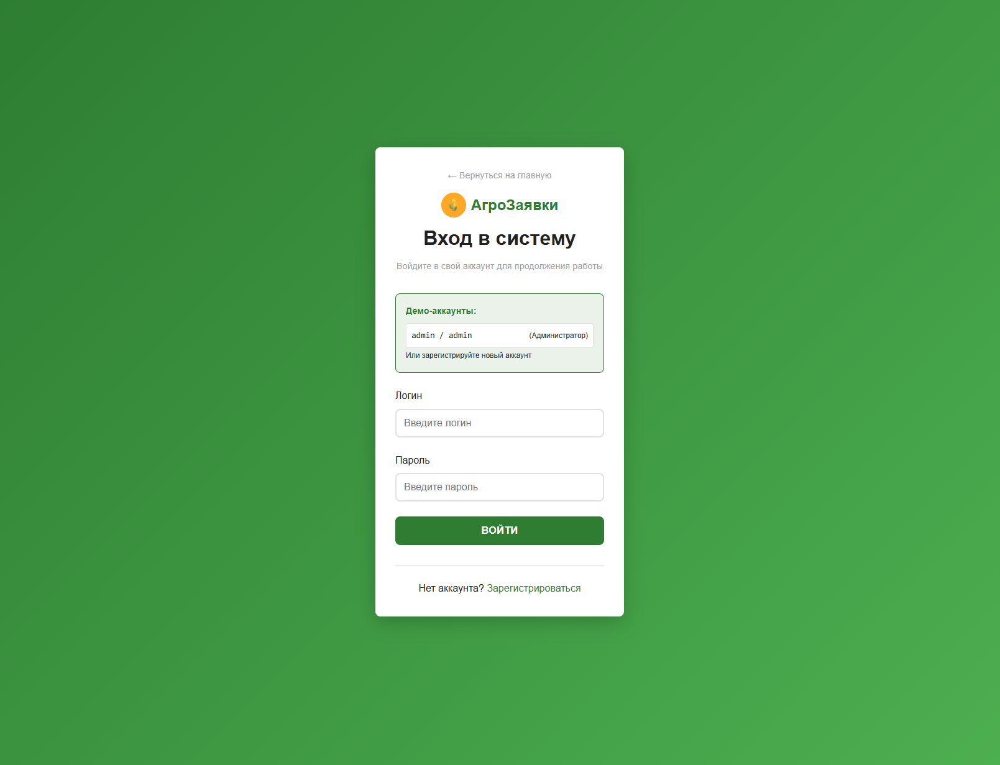 ← Вернуться на главную
АгроЗаявки
Вход в систему
Войдите в свой аккаунт для продолжения работы
Демо-аккаунты:
admin / admin (Администратор)
Или зарегистрируйте новый аккаунт
Логин
Введите логин
Пароль
Введите пароль
ВОЙТИ
Нет аккаунта? Зарегистрироваться